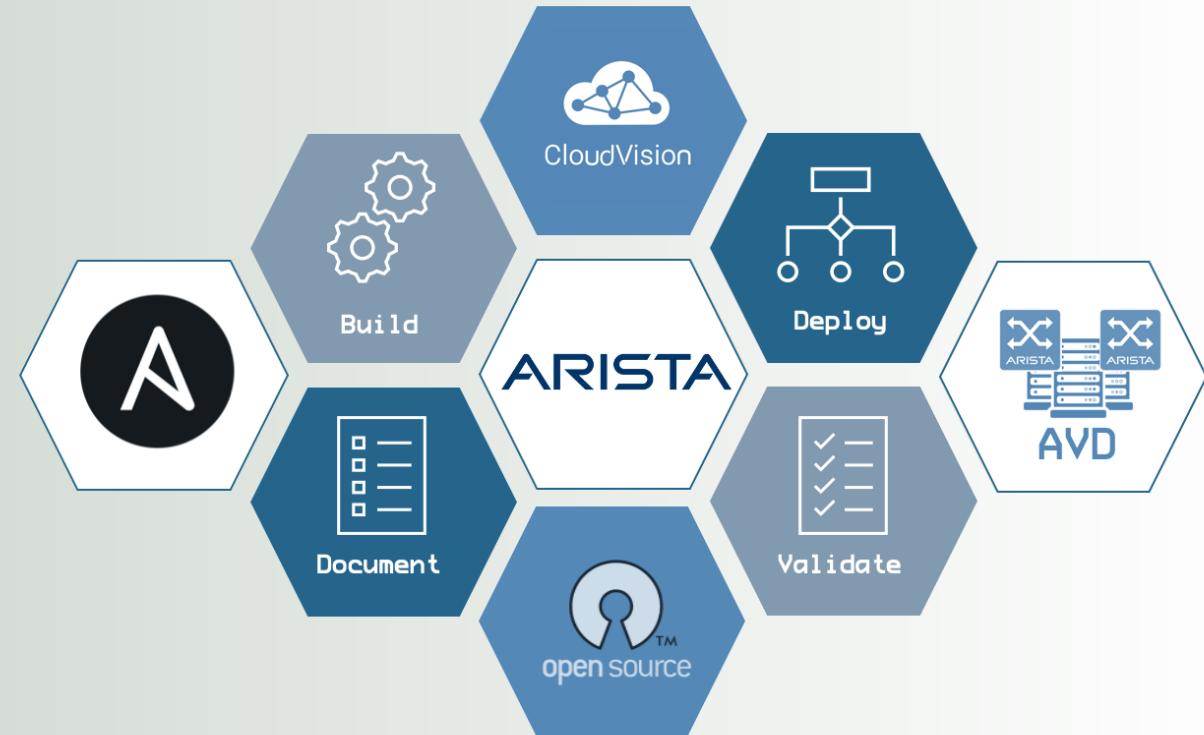 CloudVision
Build
Deploy
ARISTA
ARISTA
ARISTA
AVD
Document
Validate
TM
open source